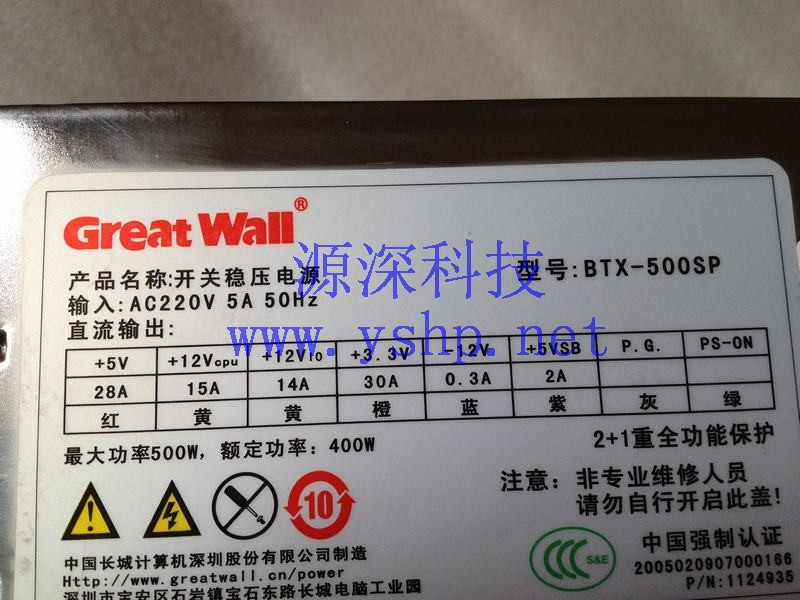 Great Wall®
源深科技
www.yshp.net
产品名称:开关稳压电源
型号:BTX-500SP
输入:AC220V 5A 50Hz
直流输出:
+5V +12Vcpu +12VIO +3.3V -12V +5VSB P.G. PS-ON
28A 15A 14A 30A 0.3A 2A
红 黄 黄 橙 蓝 紫 灰 绿
最大功率500W, 额定功率: 400W
2+1重全功能保护
注意: 非专业维修人员
请勿自行开启此盖!
10
中国长城计算机深圳股份有限公司制造
Http://www.greatwall.cn/power
深圳市宝安区石岩镇宝石东路长城电脑工业园
CCC S&E
中国强制认证
2005020907000166
P/N:1124935